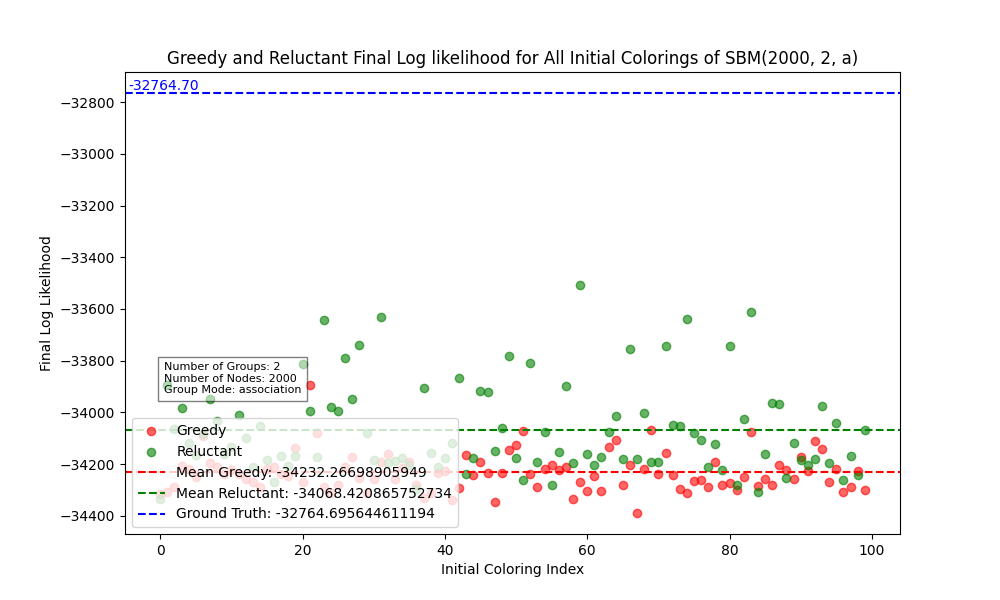 Greedy and Reluctant Final Log likelihood for All Initial Colorings of SBM(2000, 2, a)
-32764.70
−32800
−33000
−33200
−33400
−33600
−33800
−34000
−34200
−34400
Final Log Likelihood
Number of Groups: 2
Number of Nodes: 2000
Group Mode: association
Greedy
Reluctant
Mean Greedy: -34232.26698905949
Mean Reluctant: -34068.420865752734
Ground Truth: -32764.695644611194
0 20 40 60 80 100
Initial Coloring Index